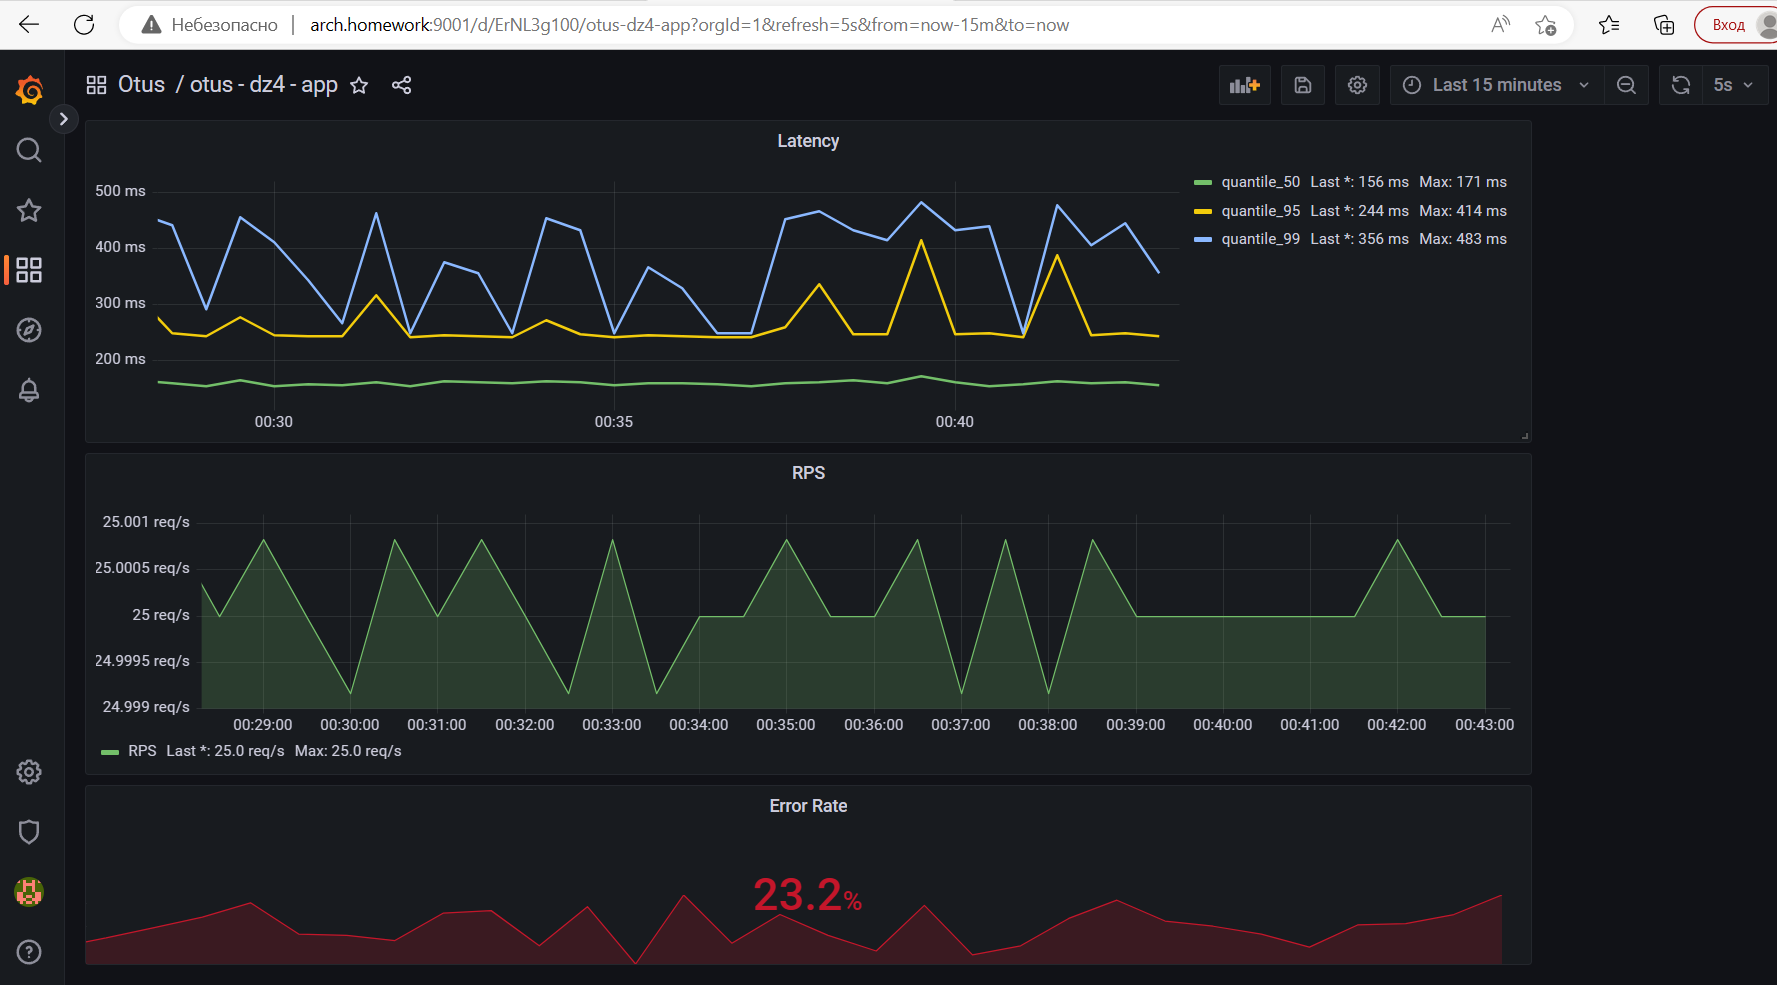 Небезопасно arch.homework:9001/d/ErNL3g100/otus-dz4-app?orgId=1&refresh=5s&from=now-15m&to=now Вход
Otus / otus - dz4 - app Last 15 minutes 5s
Latency
500 ms
400 ms
300 ms
200 ms
00:30 00:35 00:40
quantile_50 Last *: 156 ms Max: 171 ms
quantile_95 Last *: 244 ms Max: 414 ms
quantile_99 Last *: 356 ms Max: 483 ms
RPS
25.001 req/s
25.0005 req/s
25 req/s
24.9995 req/s
24.999 req/s
00:29:00 00:30:00 00:31:00 00:32:00 00:33:00 00:34:00 00:35:00 00:36:00 00:37:00 00:38:00 00:39:00 00:40:00 00:41:00 00:42:00 00:43:00
RPS Last *: 25.0 req/s Max: 25.0 req/s
Error Rate
23.2%